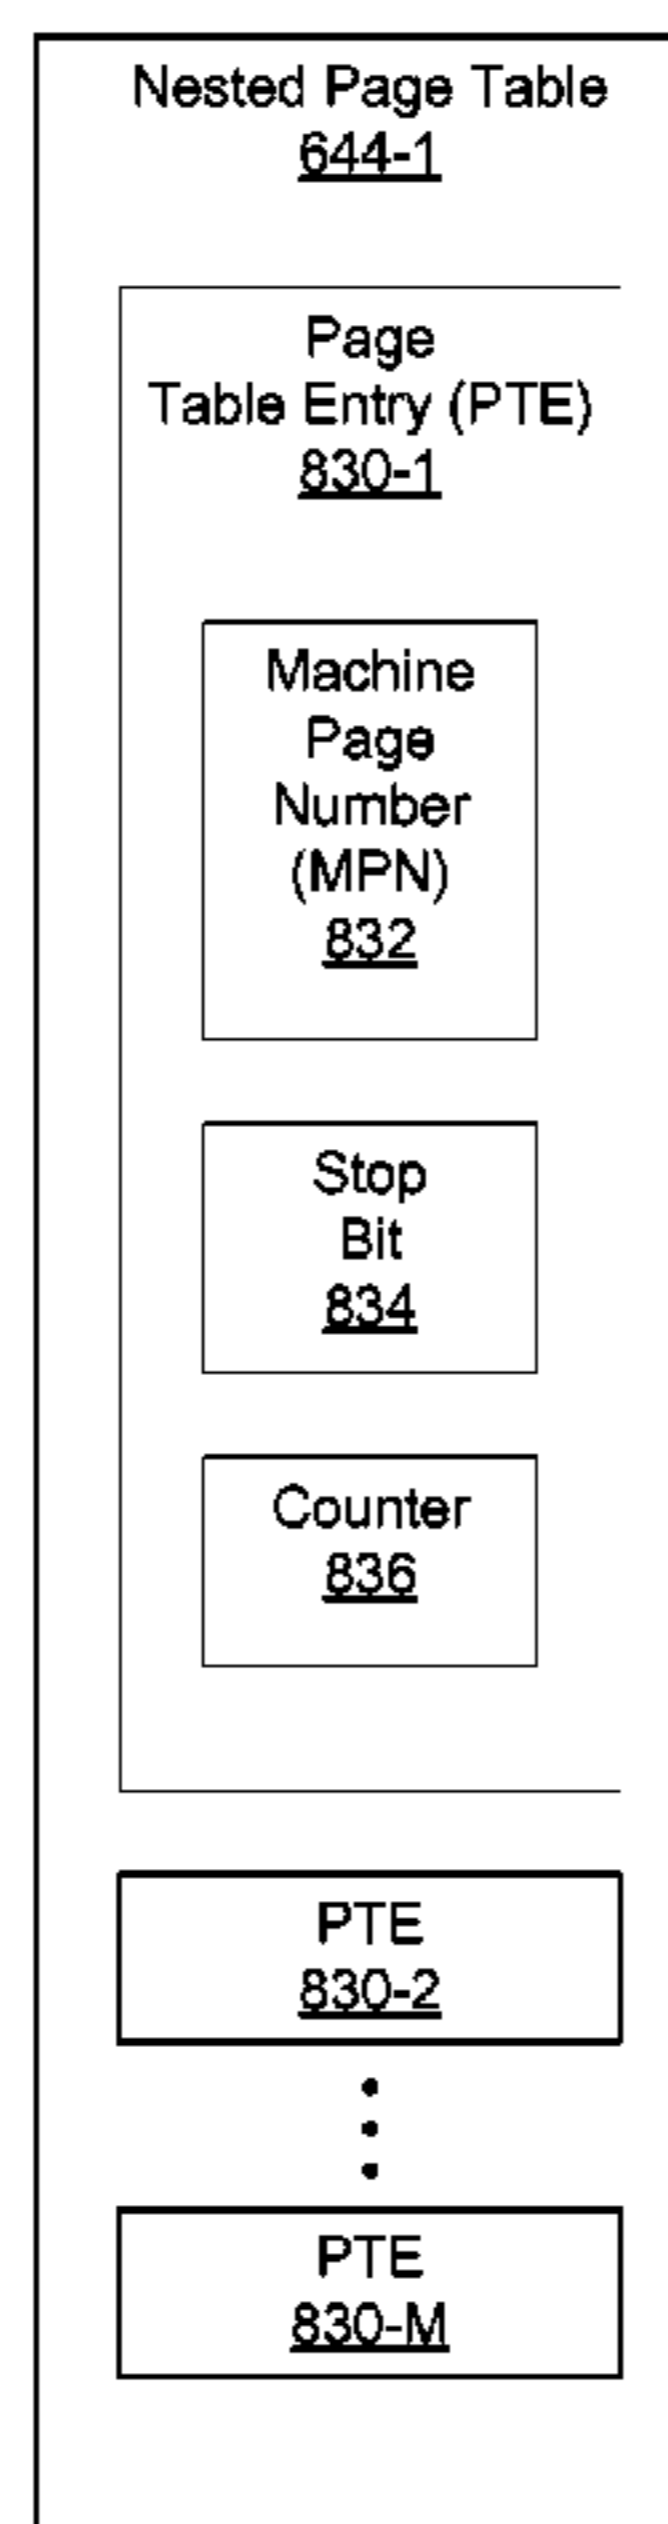 Nested Page Table
644-1
Page
Table Entry (PTE)
830-1
Machine
Page
Number
(MPN)
832
Stop
Bit
834
Counter
836
PTE
830-2
PTE
830-M